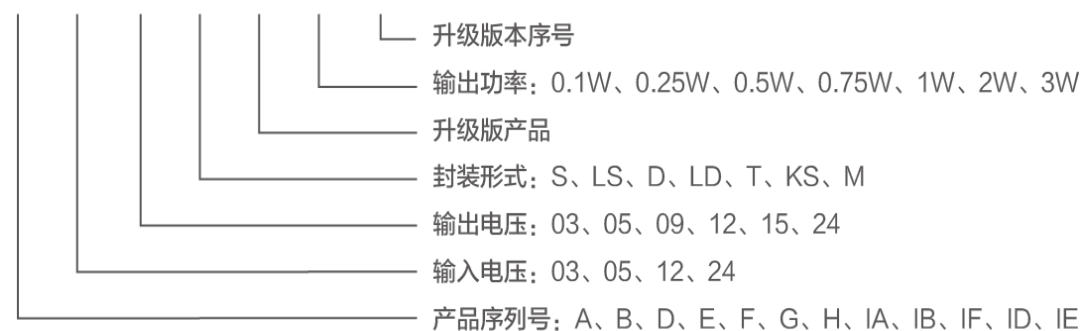 升级版本序号
输出功率：0.1W、0.25W、0.5W、0.75W、1W、2W、3W
升级版产品
封装形式：S、LS、D、LD、T、KS、M
输出电压：03、05、09、12、15、24
输入电压：03、05、12、24
产品序列号：A、B、D、E、F、G、H、IA、IB、IF、ID、IE